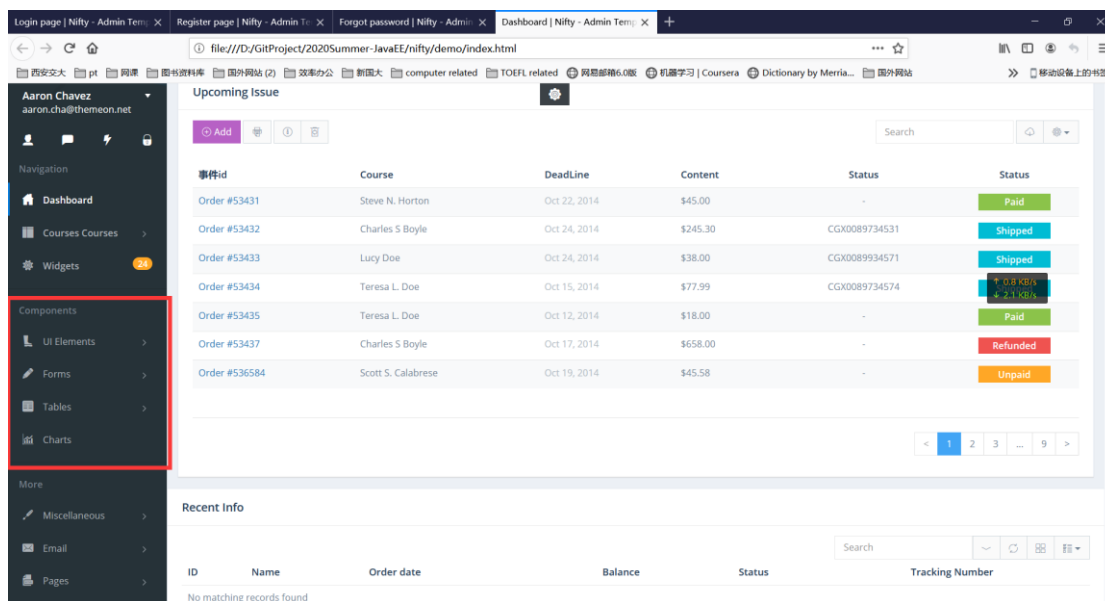 Login page | Nifty - Admin Temp Register page | Nifty - Admin Te Forgot password | Nifty - Admin Dashboard | Nifty - Admin Temp
file:///D:/GitProject/2020Summer-JavaEE/nifty/demo/index.html
西安交大 pt 网课 图书资料库 国外网站 (2) 效率办公 新国大 computer related TOEFL related 网易邮箱6.0版 机器学习 | Coursera Dictionary by Merria... 国外网站 移动设备上的书签
Aaron Chavez
aaron.cha@themeon.net
Navigation
Dashboard
Courses Courses
Widgets 24
Components
UI Elements
Forms
Tables
Charts
More
Miscellaneous
Email
Pages
Upcoming Issue
Add Search
事件id Course DeadLine Content Status Status
Order #53431 Steve N. Horton Oct 22, 2014 $45.00 - Paid
Order #53432 Charles S Boyle Oct 24, 2014 $245.30 CGX0089734531 Shipped
Order #53433 Lucy Doe Oct 24, 2014 $38.00 CGX0089934571 Shipped
Order #53434 Teresa L. Doe Oct 15, 2014 $77.99 CGX0089734574
↑ 0.8 KB/s
↓ 2.1 KB/s
Order #53435 Teresa L. Doe Oct 12, 2014 $18.00 - Paid
Order #53437 Charles S Boyle Oct 17, 2014 $658.00 - Refunded
Order #536584 Scott S. Calabrese Oct 19, 2014 $45.58 - Unpaid
< 1 2 3 ... 9 >
Recent Info
Search
ID Name Order date Balance Status Tracking Number
No matching records found